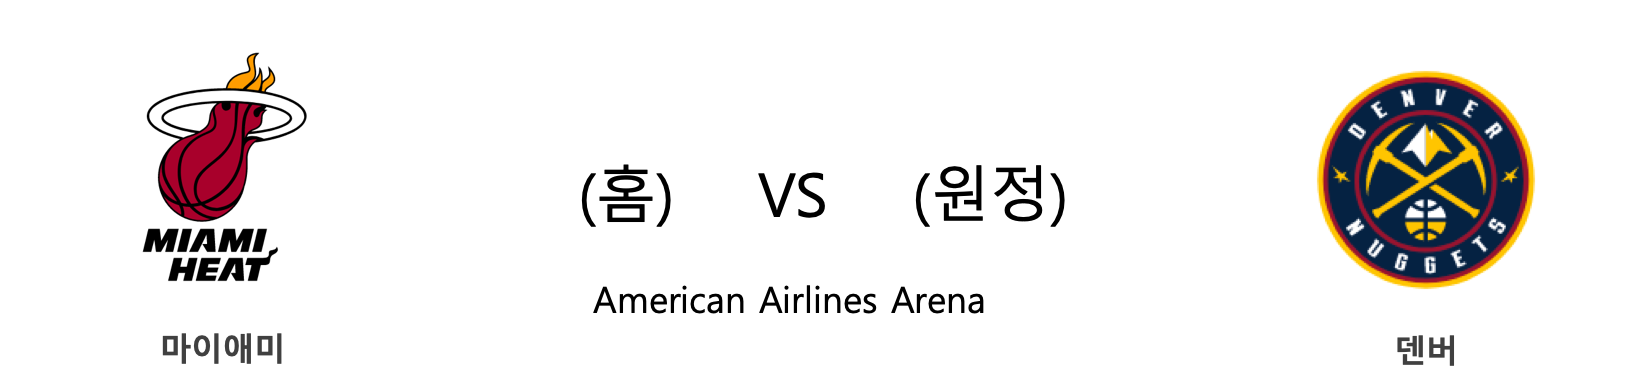 MIAMI
HEAT
마이애미
(홈) VS (원정)
American Airlines Arena
DENVER
NUGGETS
덴버